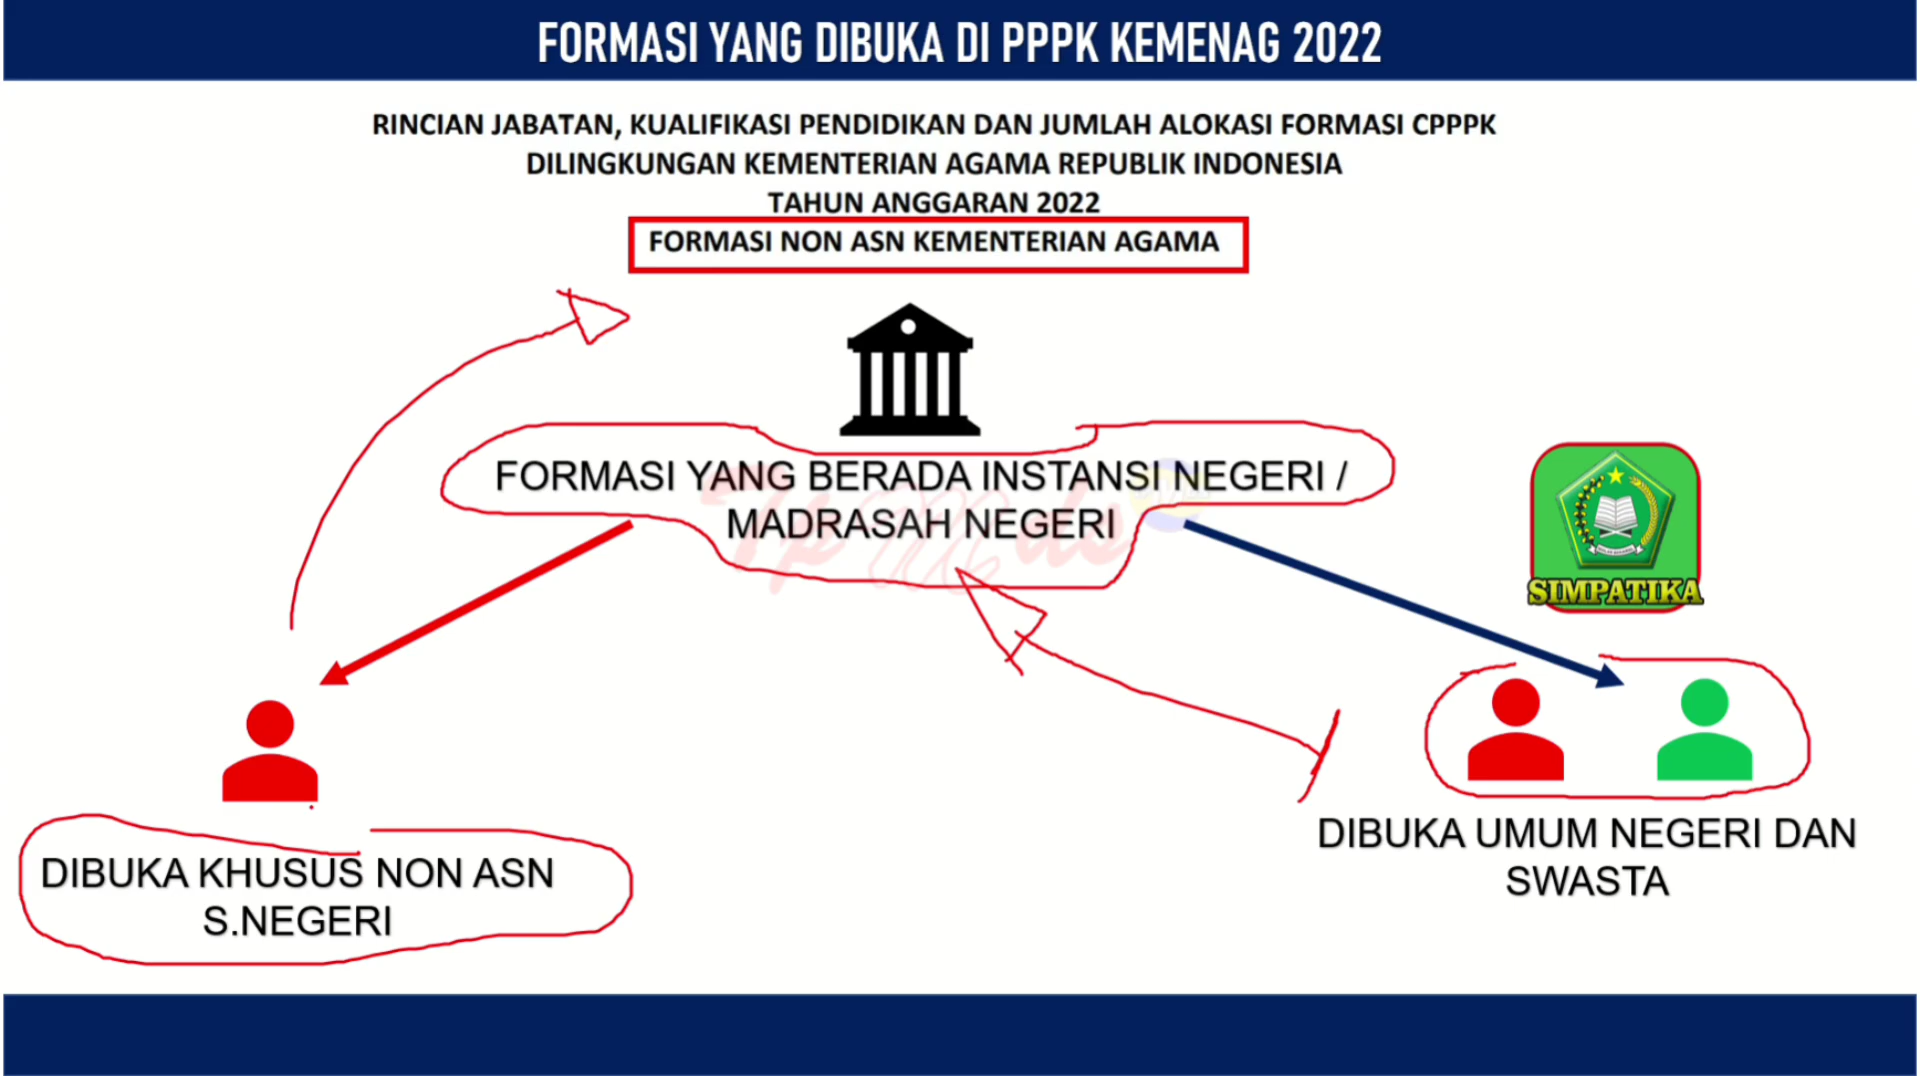 FORMASI YANG DIBUKA DI PPPK KEMENAG 2022
RINCIAN JABATAN, KUALIFIKASI PENDIDIKAN DAN JUMLAH ALOKASI FORMASI CPPPK
DILINGKUNGAN KEMENTERIAN AGAMA REPUBLIK INDONESIA
TAHUN ANGGARAN 2022
FORMASI NON ASN KEMENTERIAN AGAMA
FORMASI YANG BERADA INSTANSI NEGERI /
MADRASAH NEGERI
SIMPATIKA
DIBUKA KHUSUS NON ASN
S.NEGERI
DIBUKA UMUM NEGERI DAN
SWASTA